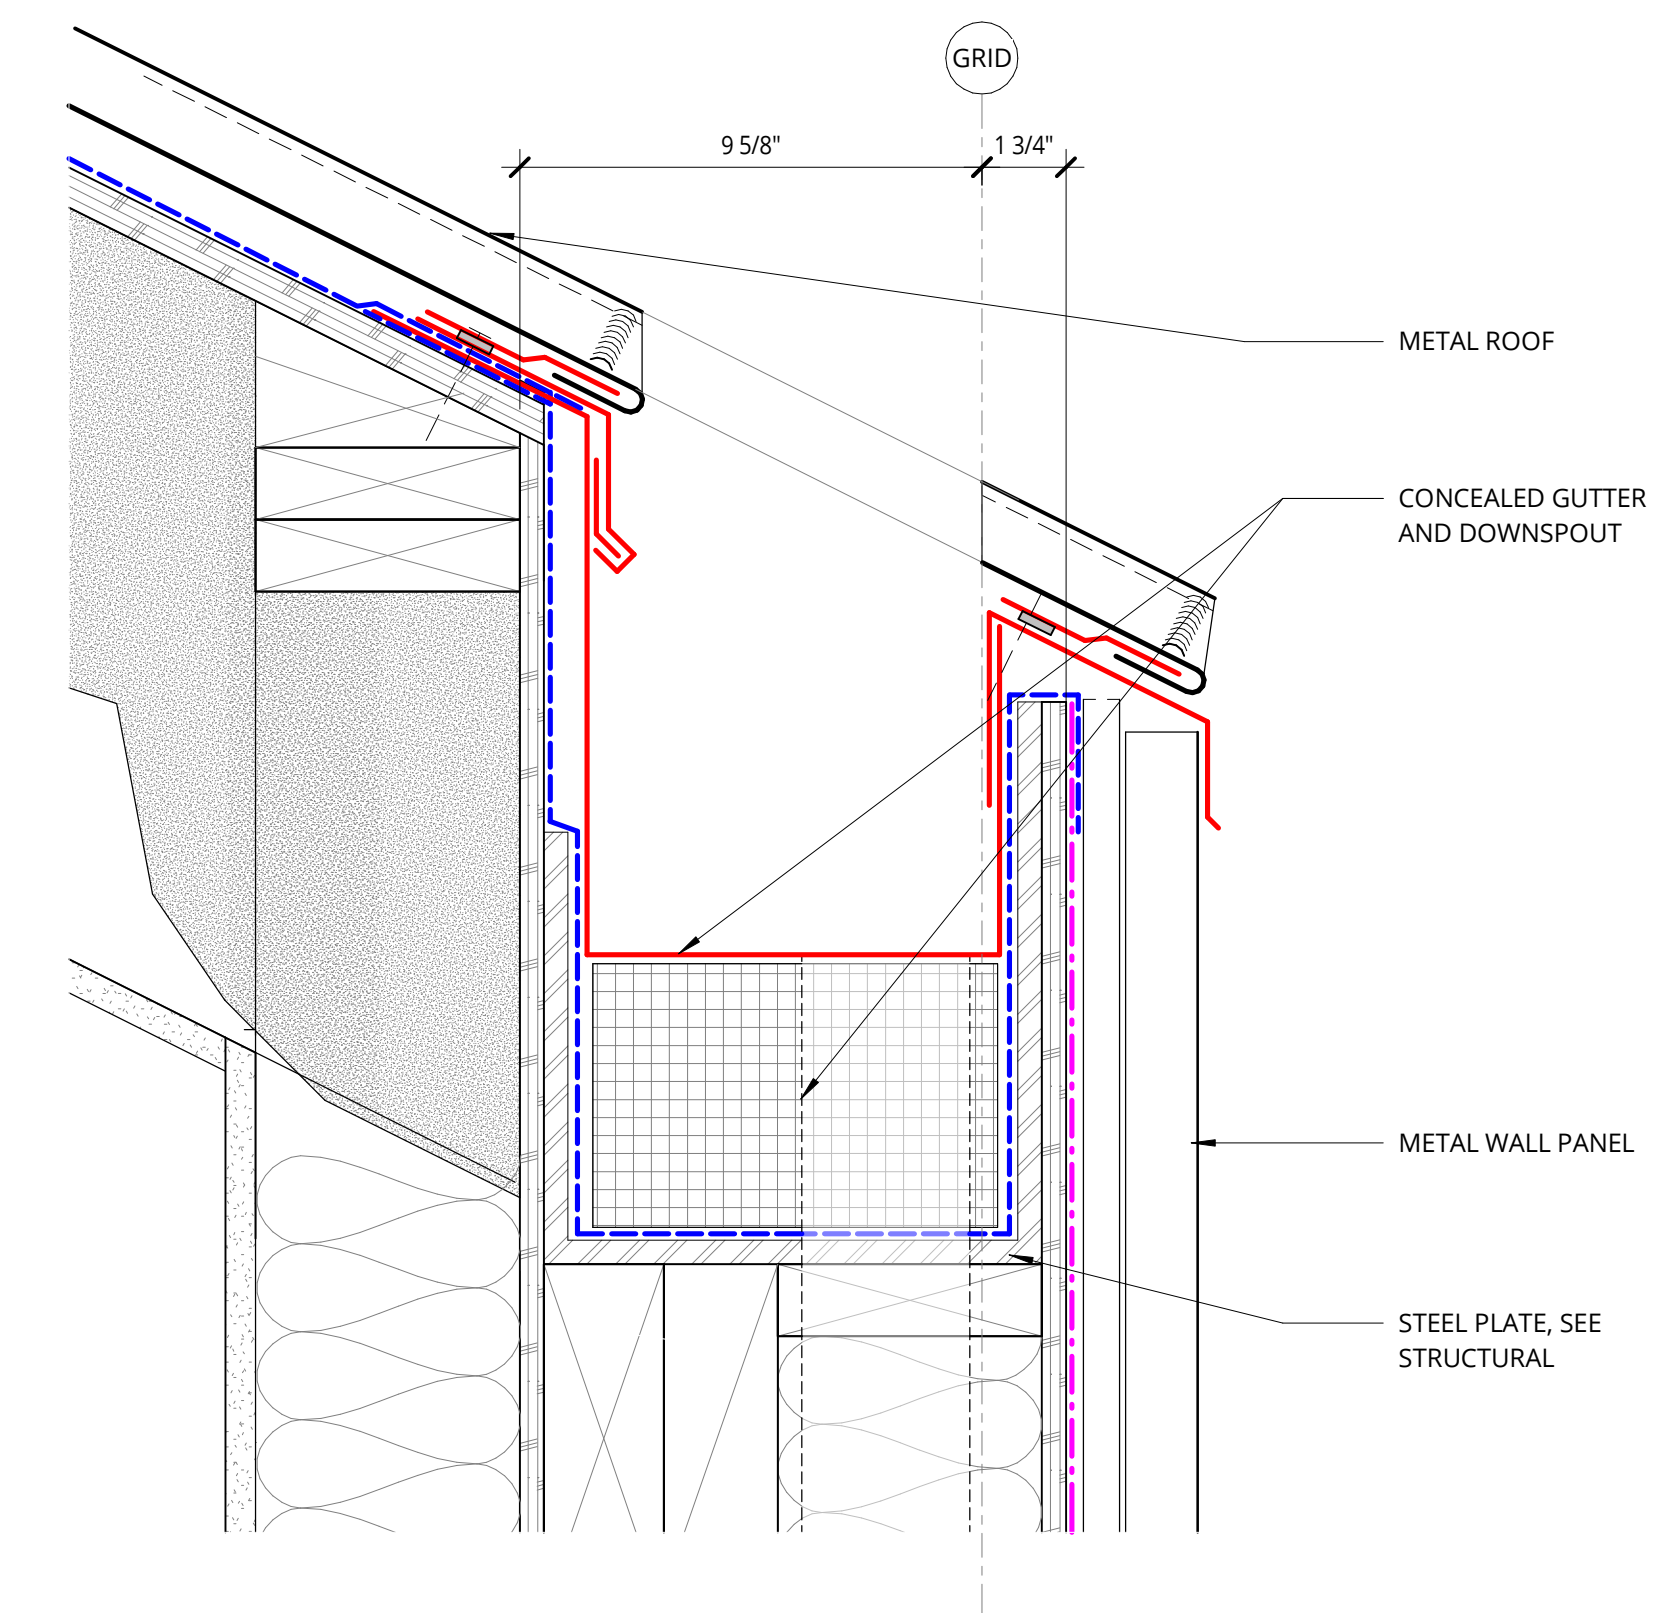 GRID
9 5/8" 1 3/4"
METAL ROOF
CONCEALED GUTTER
AND DOWNSPOUT
METAL WALL PANEL
STEEL PLATE, SEE
STRUCTURAL